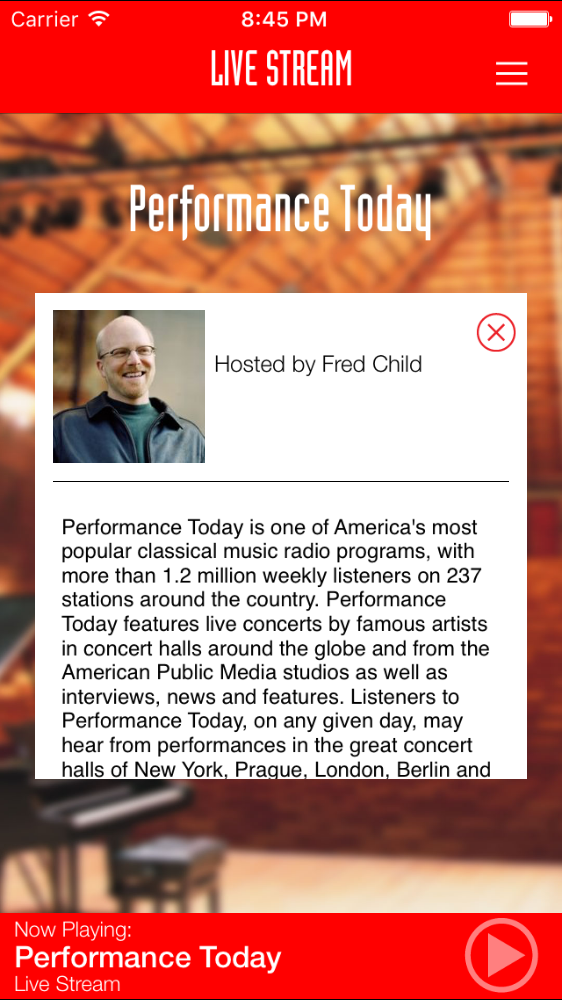 Carrier 8:45 PM
LIVE STREAM
Performance Today
Hosted by Fred Child
Performance Today is one of America's most
popular classical music radio programs, with
more than 1.2 million weekly listeners on 237
stations around the country. Performance
Today features live concerts by famous artists
in concert halls around the globe and from the
American Public Media studios as well as
interviews, news and features. Listeners to
Performance Today, on any given day, may
hear from performances in the great concert
halls of New York, Prague, London, Berlin and
Now Playing:
Performance Today
Live Stream